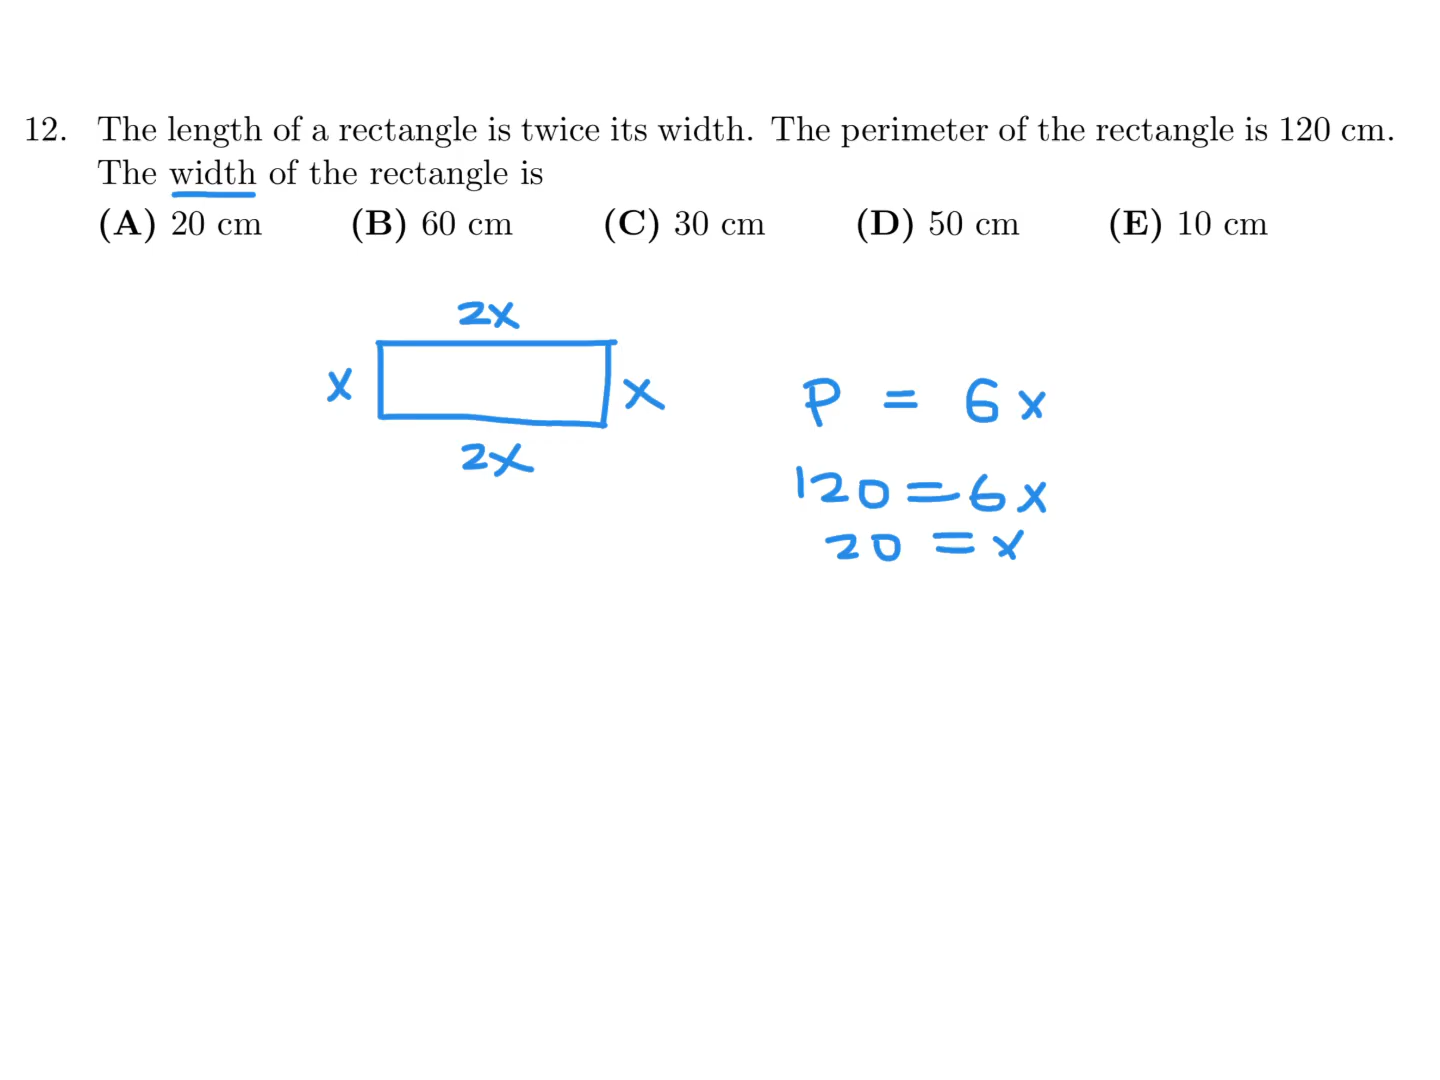 12. The length of a rectangle is twice its width. The perimeter of the rectangle is 120 cm.
The width of the rectangle is
(A) 20 cm (B) 60 cm (C) 30 cm (D) 50 cm (E) 10 cm
2x
x x
2x
P = 6x
120 = 6x
20 = x